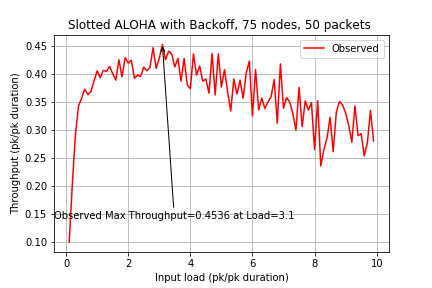 Slotted ALOHA with Backoff, 75 nodes, 50 packets
Observed
Throughput (pk/pk duration)
0.45
0.40
0.35
0.30
0.25
0.20
0.15
0.10
Observed Max Throughput=0.4536 at Load=3.1
0 2 4 6 8 10
Input load (pk/pk duration)